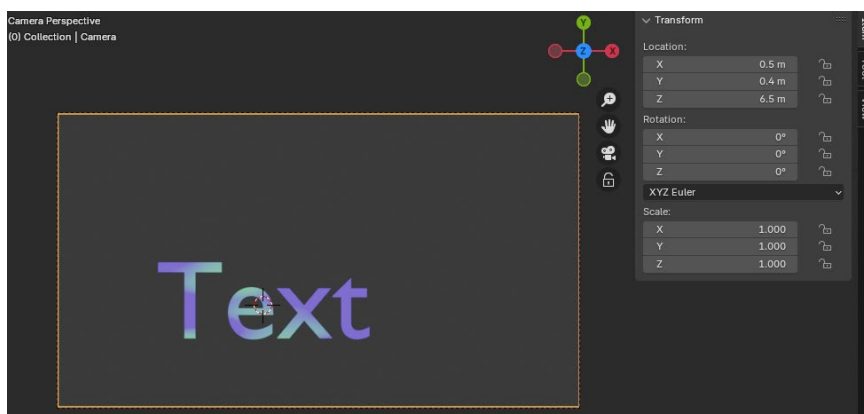 Camera Perspective
(0) Collection | Camera
Y
Z
X
Transform
Location:
X 0.5 m
Y 0.4 m
Z 6.5 m
Rotation:
X 0°
Y 0°
Z 0°
XYZ Euler
Scale:
X 1.000
Y 1.000
Z 1.000
Text